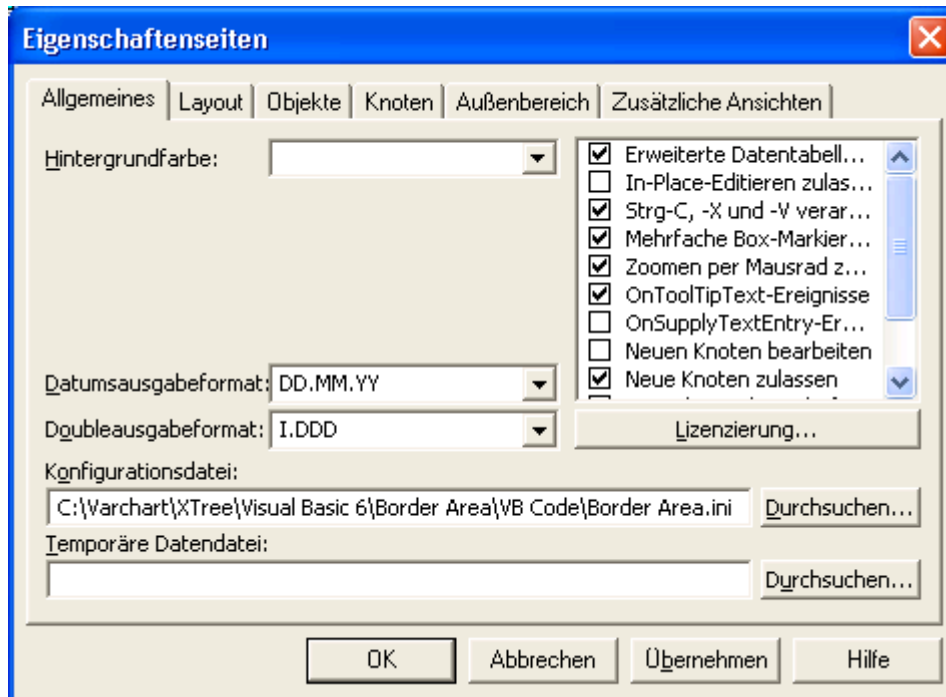 Eigenschaftenseiten
Allgemeines Layout Objekte Knoten Außenbereich Zusätzliche Ansichten
Hintergrundfarbe:
Erweiterte Datentabell...
In-Place-Editieren zulas...
Strg-C, -X und -V verar...
Mehrfache Box-Markier...
Zoomen per Mausrad z...
OnToolTipText-Ereignisse
OnSupplyTextEntry-Er...
Neuen Knoten bearbeiten
Neue Knoten zulassen
Datumsausgabeformat: DD.MM.YY
Doubleausgabeformat: I.DDD
Lizenzierung...
Konfigurationsdatei:
C:\Varchart\XTree\Visual Basic 6\Border Area\VB Code\Border Area.ini Durchsuchen...
Temporäre Datendatei:
Durchsuchen...
OK Abbrechen Übernehmen Hilfe